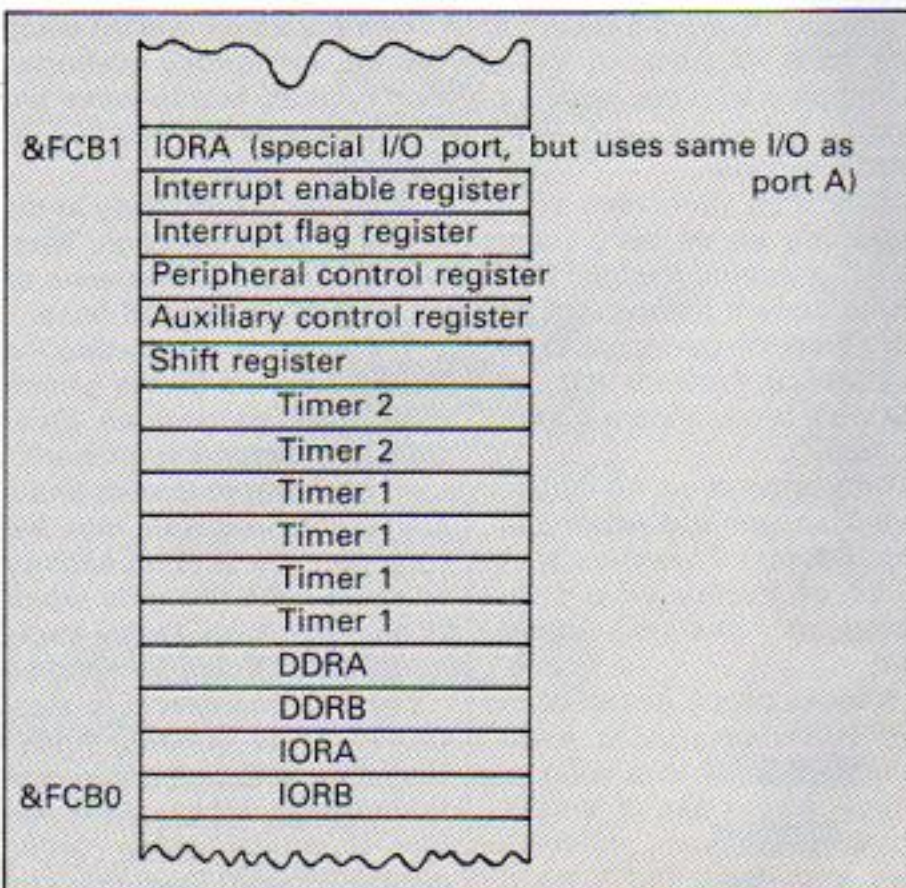 &FCB1 IORA (special I/O port, but uses same I/O as
port A)
Interrupt enable register
Interrupt flag register
Peripheral control register
Auxiliary control register
Shift register
Timer 2
Timer 2
Timer 1
Timer 1
Timer 1
Timer 1
DDRA
DDRB
IORA
&FCB0 IORB